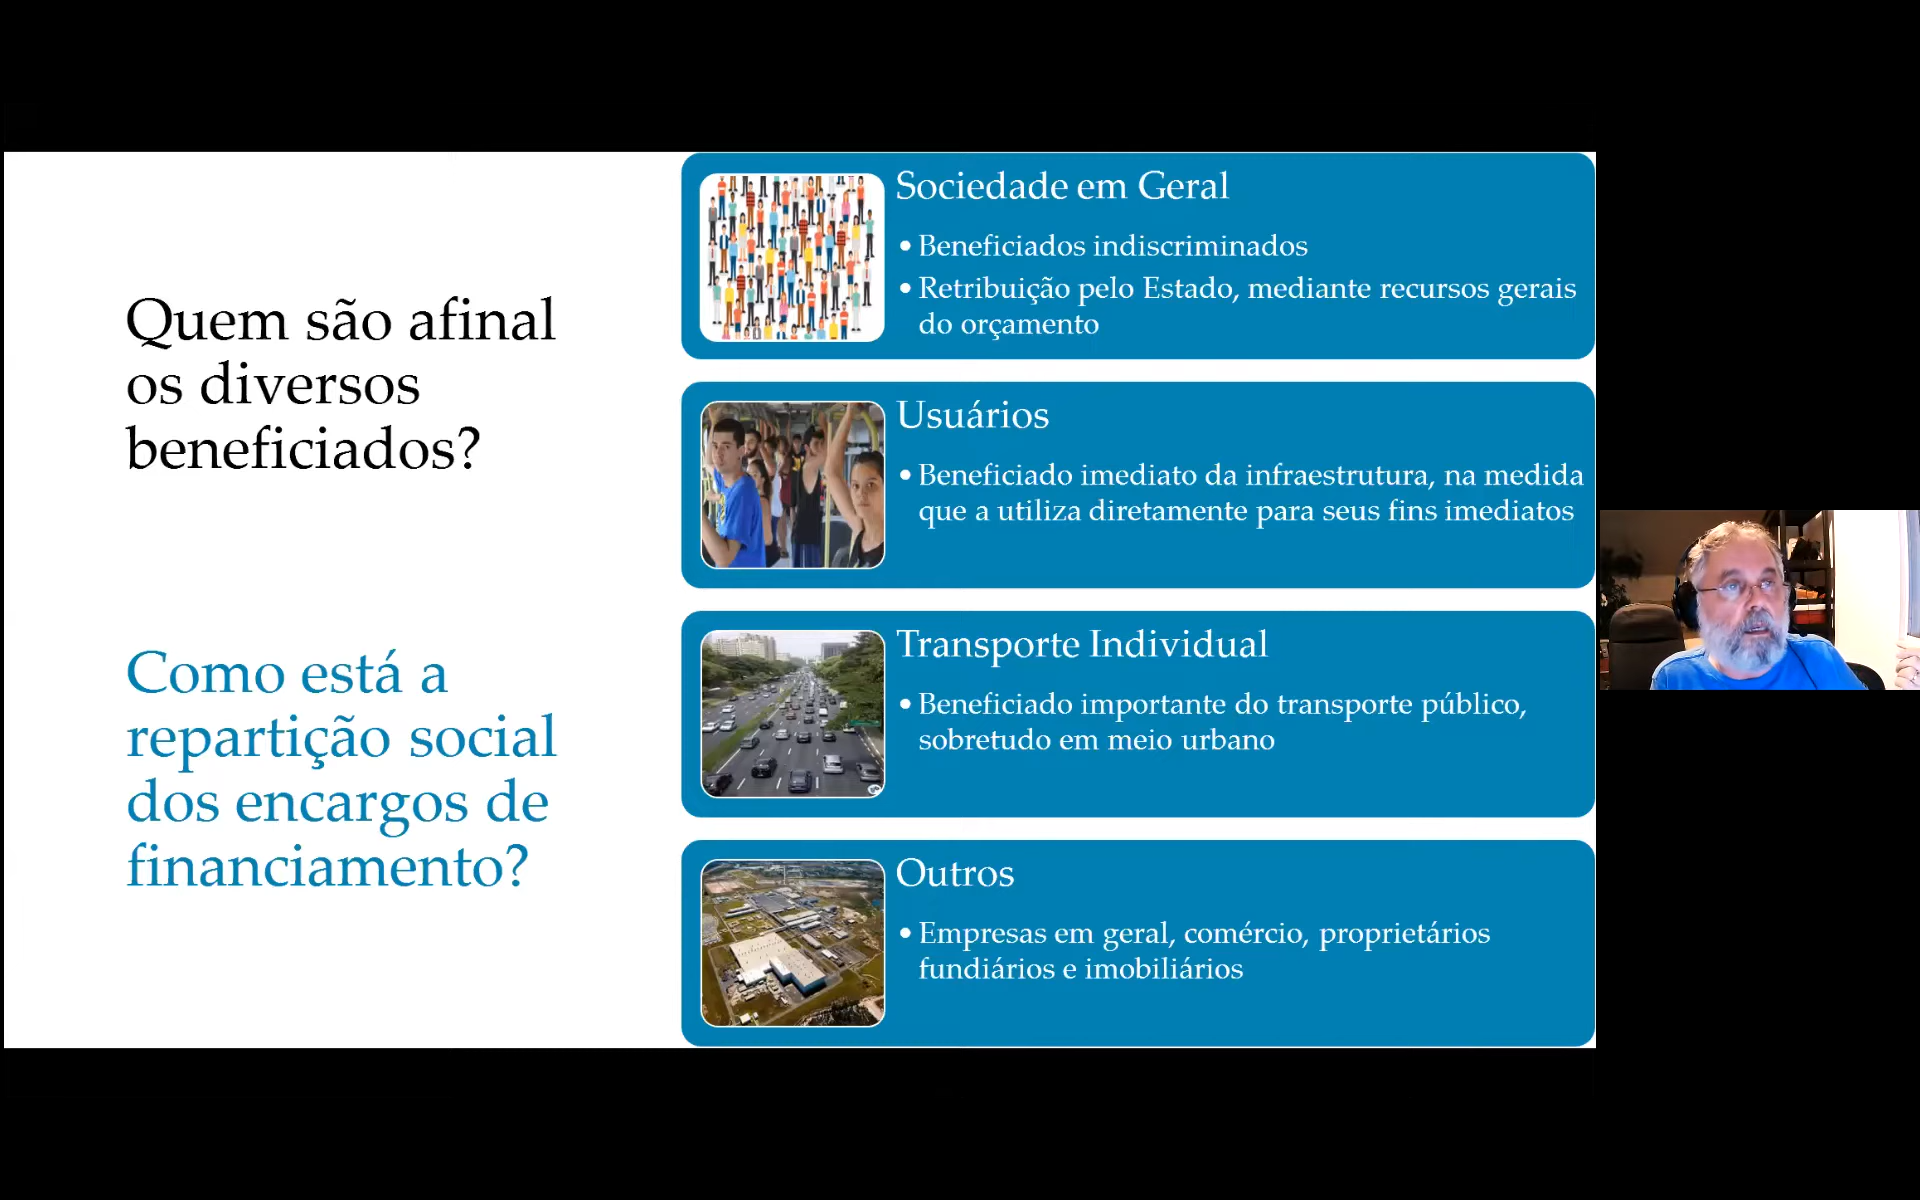 Quem são afinal
os diversos
beneficiados?
Como está a
repartição social
dos encargos de
financiamento?
Sociedade em Geral
• Beneficiados indiscriminados
• Retribuição pelo Estado, mediante recursos gerais
do orçamento
Usuários
• Beneficiado imediato da infraestrutura, na medida
que a utiliza diretamente para seus fins imediatos
Transporte Individual
• Beneficiado importante do transporte público,
sobretudo em meio urbano
Outros
• Empresas em geral, comércio, proprietários
fundiários e imobiliários